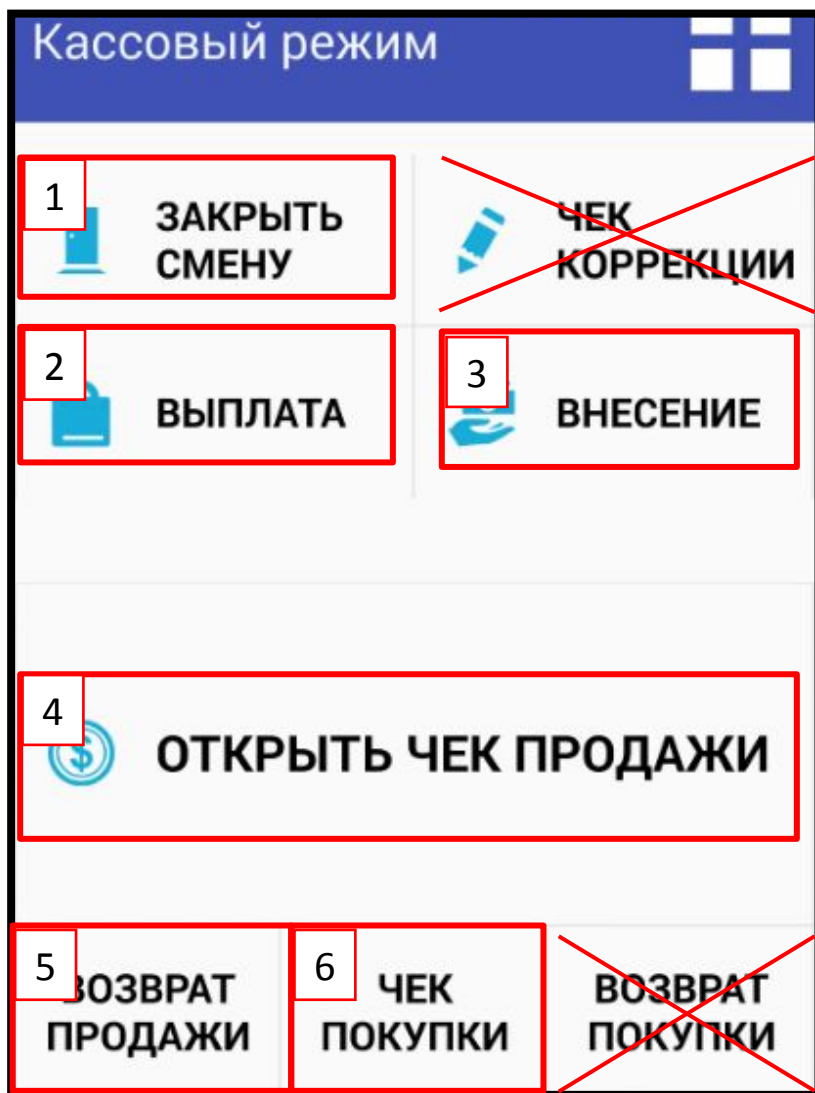 Кассовый режим
1
ЗАКРЫТЬ
СМЕНУ
ЧЕК
КОРРЕКЦИИ
2
ВЫПЛАТА
3
ВНЕСЕНИЕ
4
$
ОТКРЫТЬ ЧЕК ПРОДАЖИ
5
ВОЗВРАТ
ПРОДАЖИ
6
ЧЕК
ПОКУПКИ
ВОЗВРАТ
ПОКУПКИ